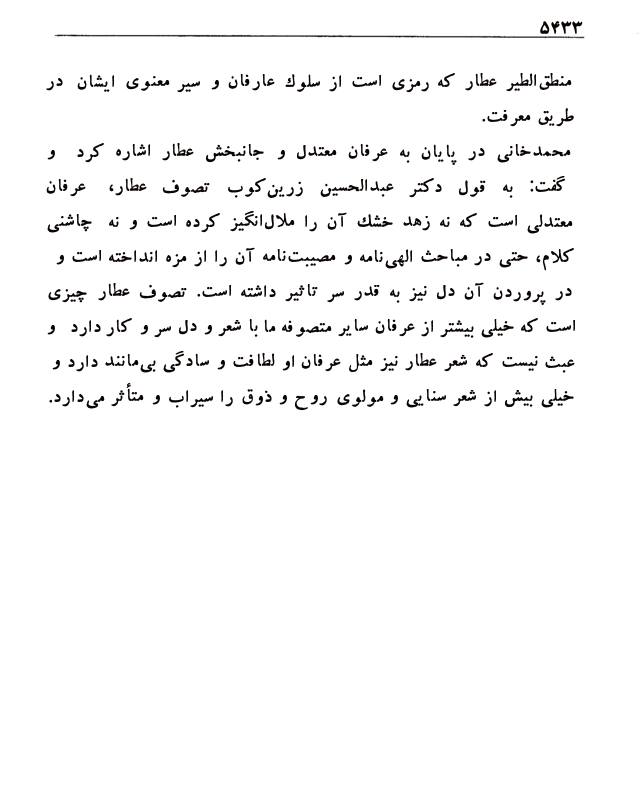 ۵۴۳۳
منطق‌الطیر عطار که رمزی است از سلوك عارفان و سیر معنوی ایشان در
طریق معرفت.
محمدخانی در پایان به عرفان معتدل و جانبخش عطار اشاره کرد و
گفت: به قول دکتر عبدالحسین زرین‌کوب تصوف عطار، عرفان
معتدلی است که نه زهد خشك آن را ملال‌انگیز کرده است و نه چاشنی
کلام، حتی در مباحث الهی‌نامه و مصیبت‌نامه آن را از مزه انداخته است و
در پروردن آن دل نیز به قدر سر تاثیر داشته است. تصوف عطار چیزی
است که خیلی بیشتر از عرفان سایر متصوفه ما با شعر و دل سر و کار دارد و
عبث نیست که شعر عطار نیز مثل عرفان او لطافت و سادگی بی‌مانند دارد و
خیلی بیش از شعر سنایی و مولوی روح و ذوق را سیراب و متأثر می‌دارد.